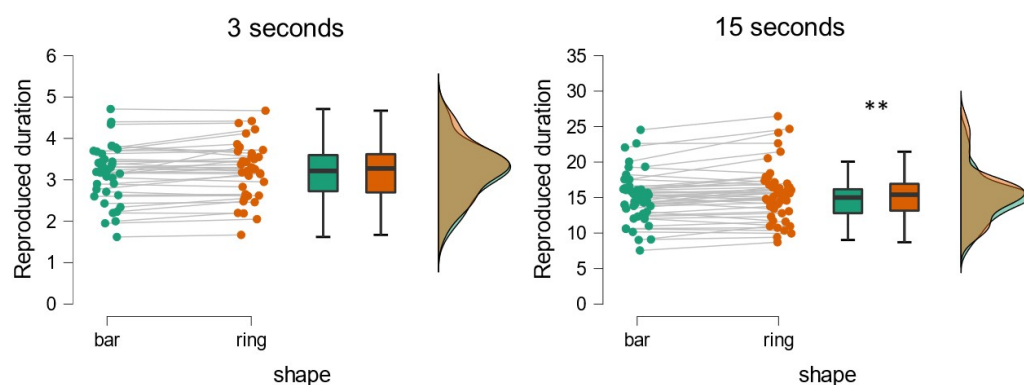 3 seconds
Reproduced duration
6
5
4
3
2
1
0
bar ring
shape
15 seconds
Reproduced duration
35
30
25
20
15
10
5
0
**
bar ring
shape